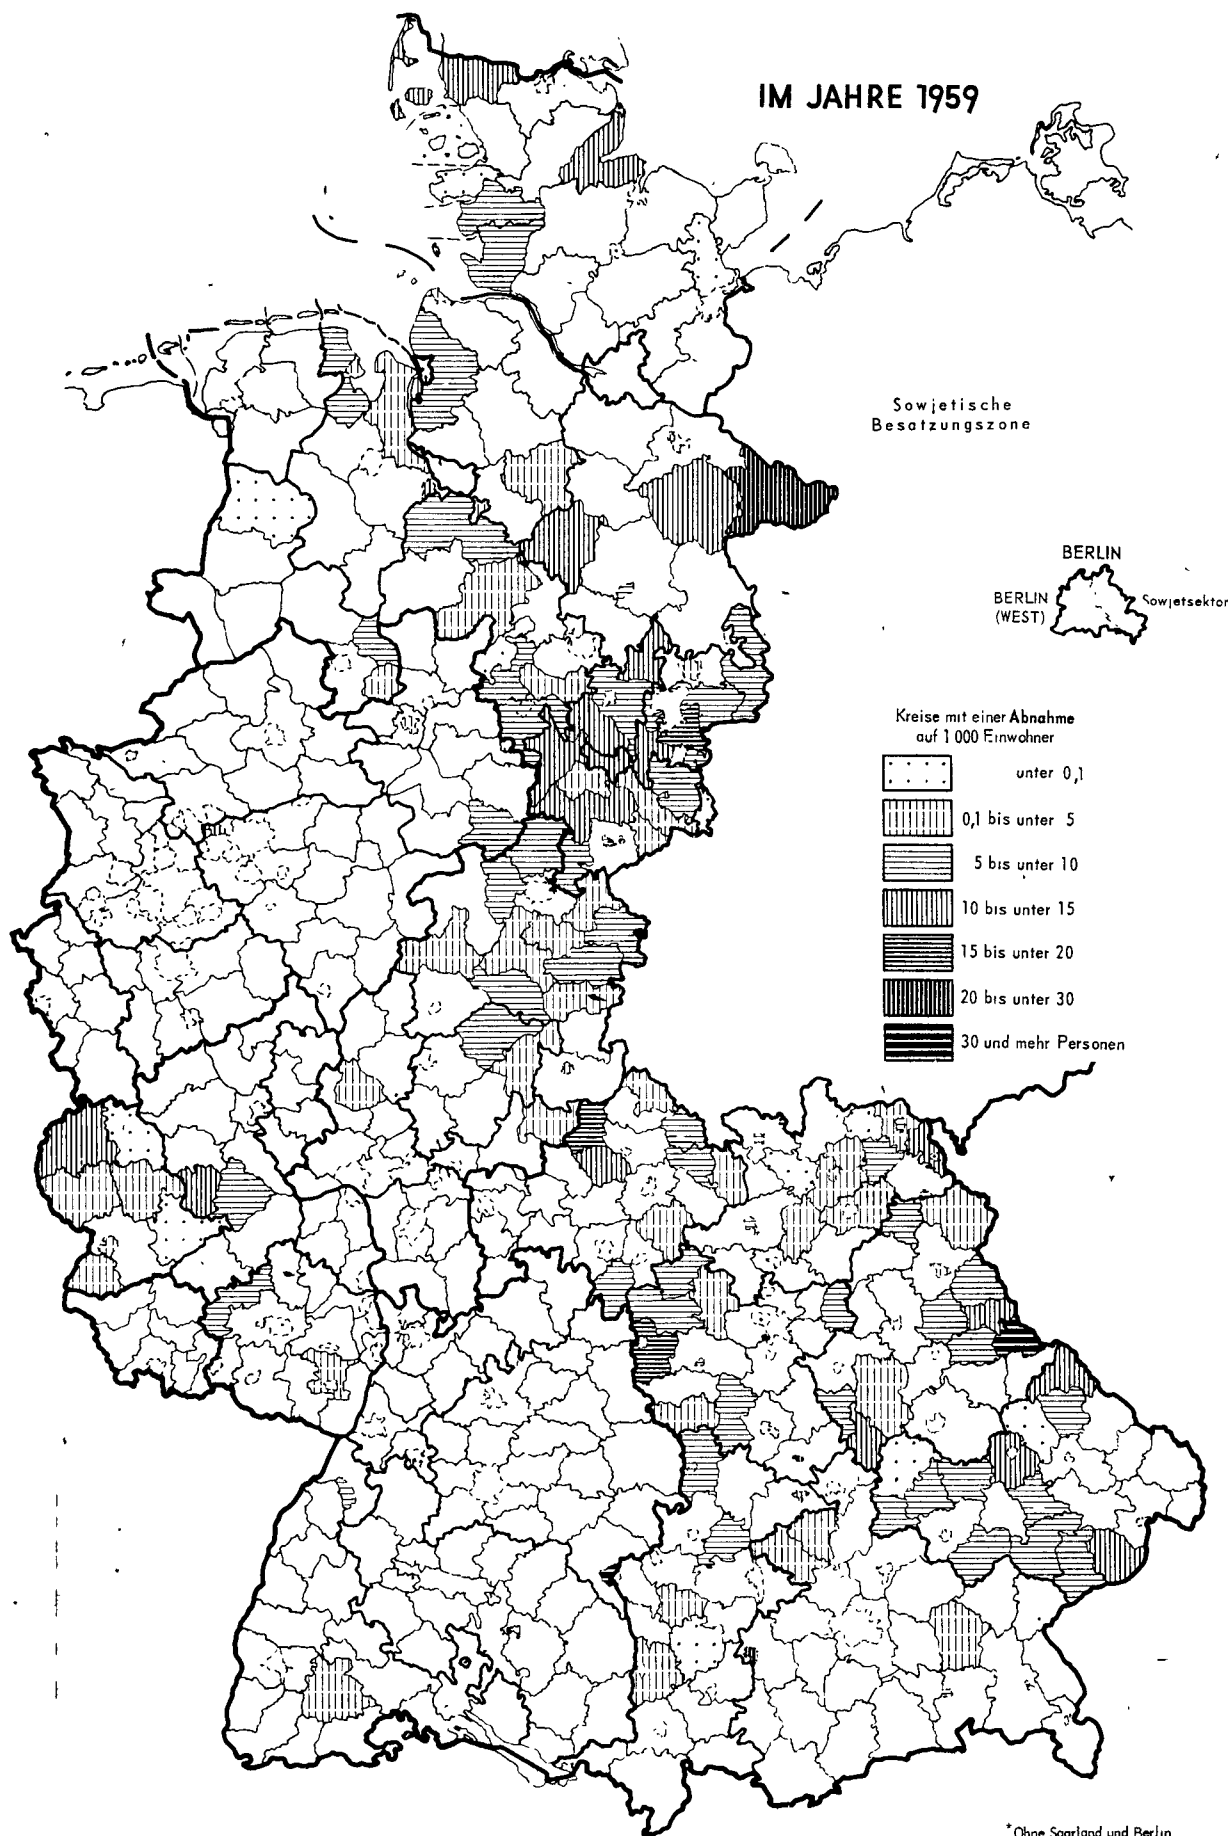 IM JAHRE 1959
Sowjetische
Besatzungszone
BERLIN
BERLIN
(WEST)
Sowjetsektor
Kreise mit einer Abnahme
auf 1 000 Einwohner
unter 0,1
0,1 bis unter 5
5 bis unter 10
10 bis unter 15
15 bis unter 20
20 bis unter 30
30 und mehr Personen
*Ohne Saarland und Berlin